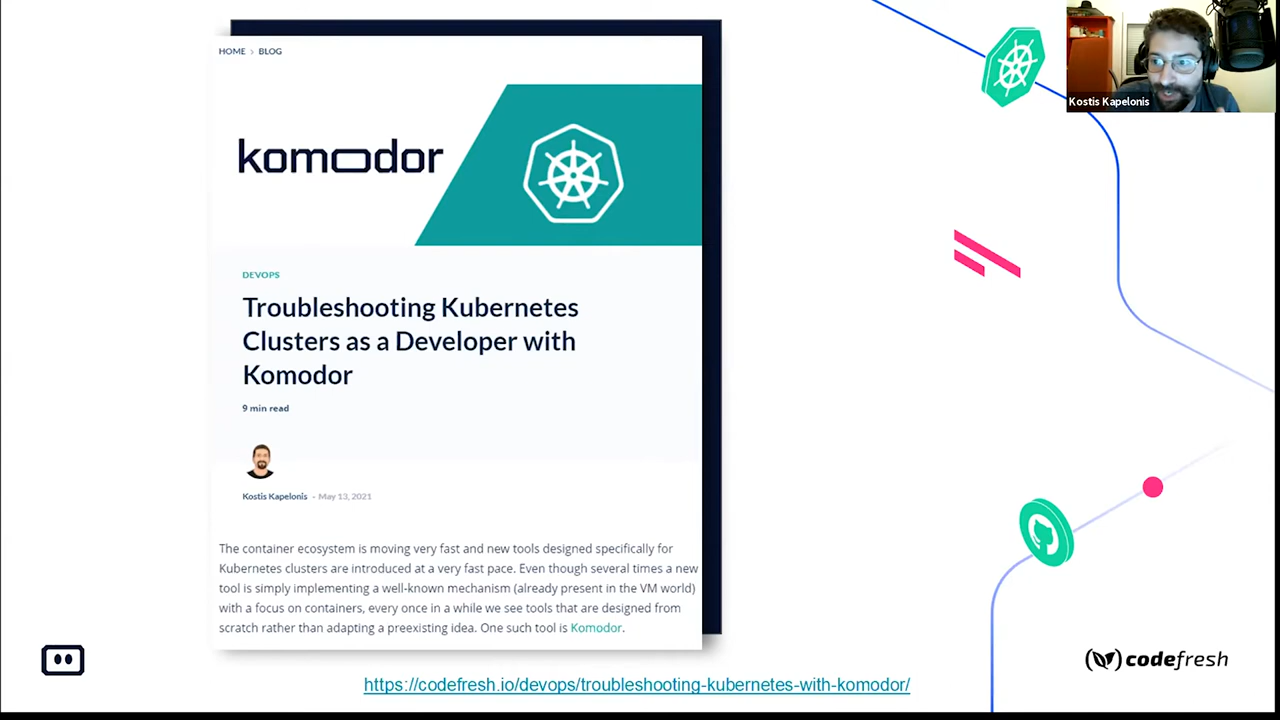 HOME > BLOG
komodor
DEVOPS
Troubleshooting Kubernetes
Clusters as a Developer with
Komodor
9 min read
Kostis Kapelonis - May 13, 2021
The container ecosystem is moving very fast and new tools designed specifically for
Kubernetes clusters are introduced at a very fast pace. Even though several times a new
tool is simply implementing a well-known mechanism (already present in the VM world)
with a focus on containers, every once in a while we see tools that are designed from
scratch rather than adapting a preexisting idea. One such tool is Komodor.
https://codefresh.io/devops/troubleshooting-kubernetes-with-komodor/
Kostis Kapelonis
codefresh